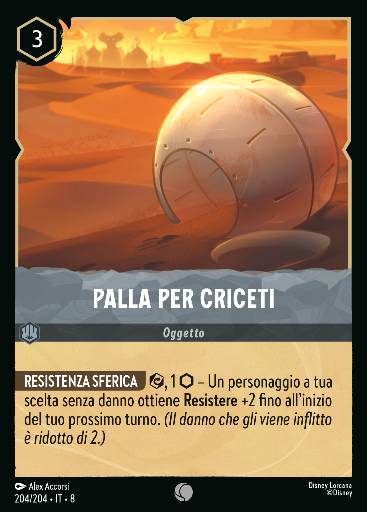 3
PALLA PER CRICETI
Oggetto
RESISTENZA SFERICA , 1 – Un personaggio a tua
scelta senza danno ottiene Resistere +2 fino all'inizio
del tuo prossimo turno. (Il danno che gli viene inflitto
è ridotto di 2.)
Alex Accorsi
204/204 • IT • 8
Disney Lorcana
©Disney